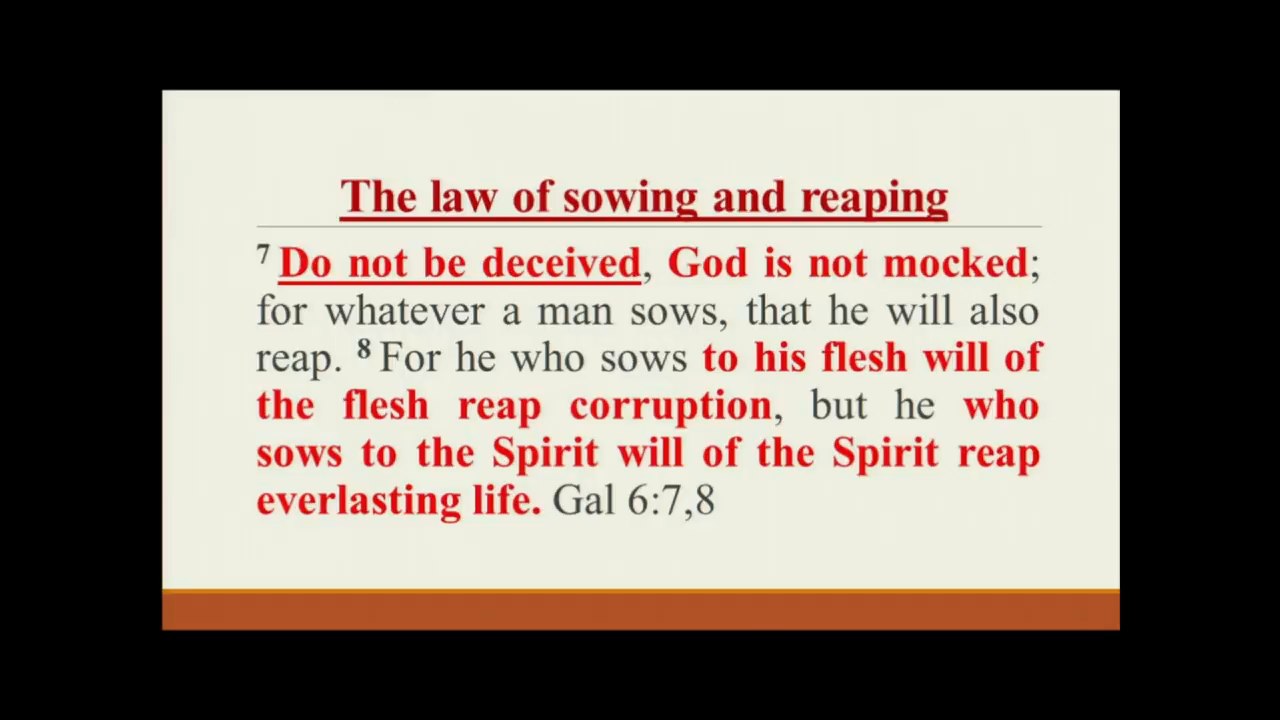 The law of sowing and reaping
7 Do not be deceived, God is not mocked;
for whatever a man sows, that he will also
reap. 8 For he who sows to his flesh will of
the flesh reap corruption, but he who
sows to the Spirit will of the Spirit reap
everlasting life. Gal 6:7,8